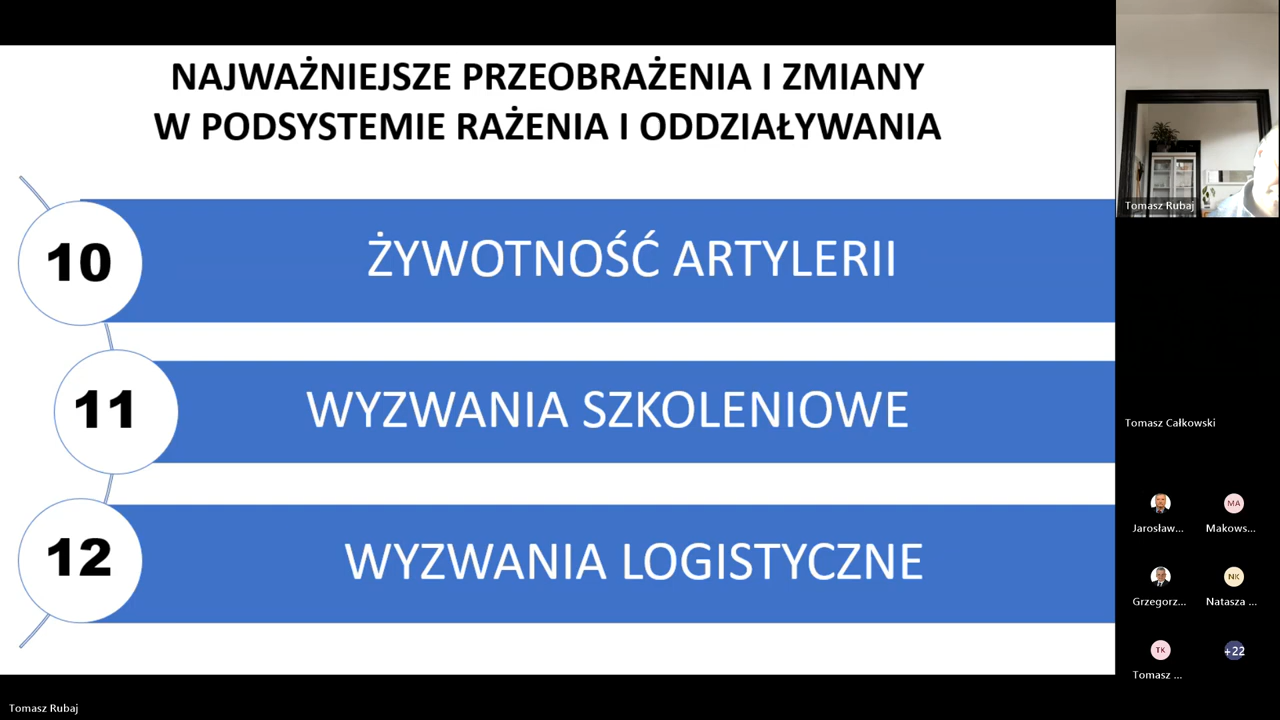 NAJWAŻNIEJSZE PRZEOBRAŻENIA I ZMIANY
W PODSYSTEMIE RAŻENIA I ODDZIAŁYWANIA
10
ŻYWOTNOŚĆ ARTYLERII
11
WYZWANIA SZKOLENIOWE
12
WYZWANIA LOGISTYCZNE
Tomasz Rubaj
Tomasz Całkowski
Jarosław...
MA
Makows...
Grzegorz...
NK
Natasza ...
TK
Tomasz ...
+22
Tomasz Rubaj